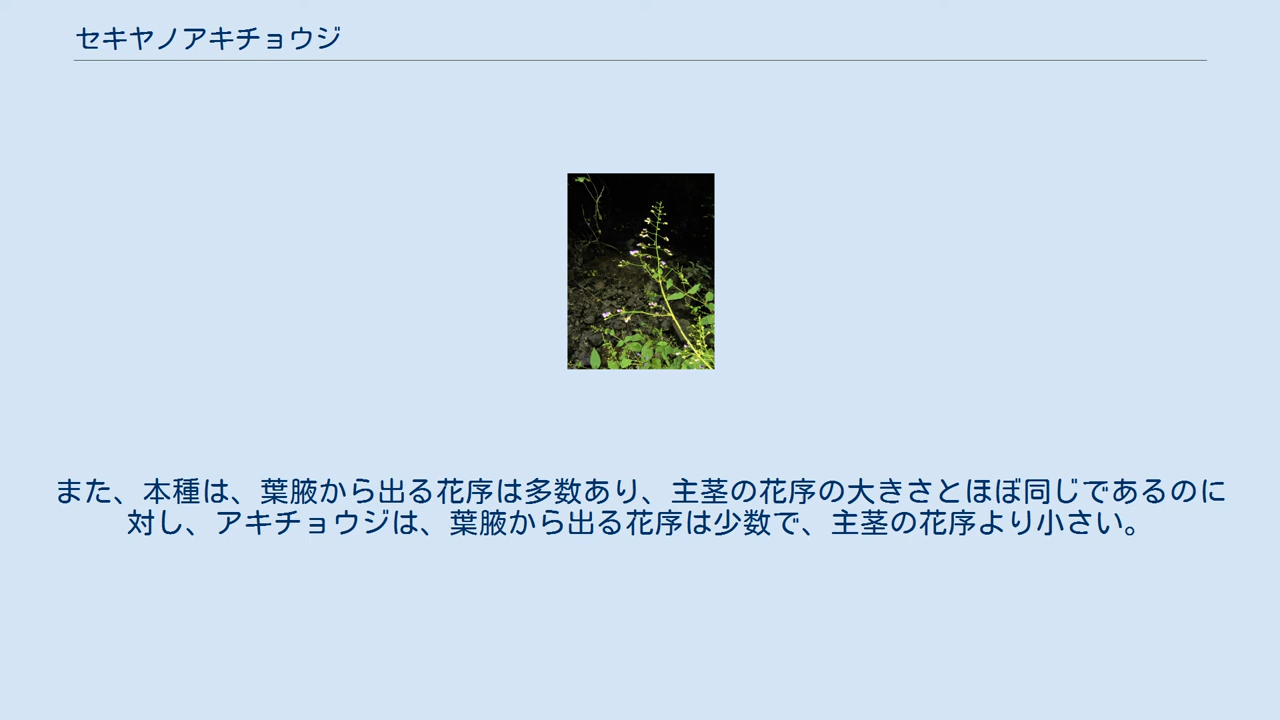 セキヤノアキチョウジ
また、本種は、葉腋から出る花序は多数あり、主茎の花序の大きさとほぼ同じであるのに
対し、アキチョウジは、葉腋から出る花序は少数で、主茎の花序より小さい。